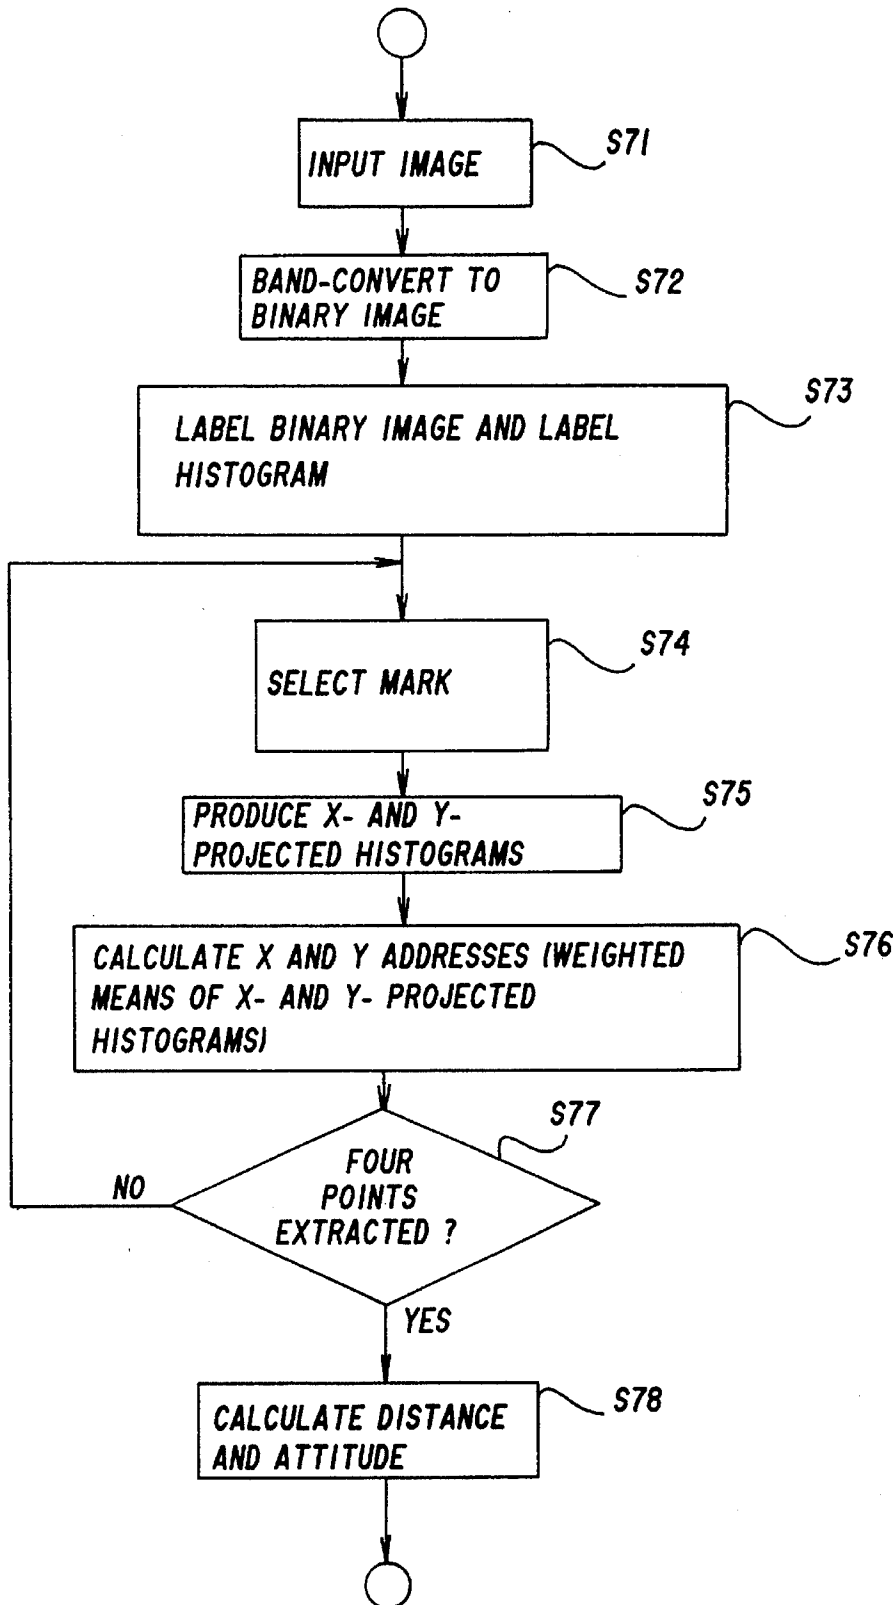 INPUT IMAGE
S71
BAND-CONVERT TO
BINARY IMAGE
S72
LABEL BINARY IMAGE AND LABEL
HISTOGRAM
S73
SELECT MARK
S74
PRODUCE X- AND Y-
PROJECTED HISTOGRAMS
S75
CALCULATE X AND Y ADDRESSES (WEIGHTED
MEANS OF X- AND Y- PROJECTED
HISTOGRAMS)
S76
FOUR
POINTS
EXTRACTED ?
S77
NO
YES
CALCULATE DISTANCE
AND ATTITUDE
S78